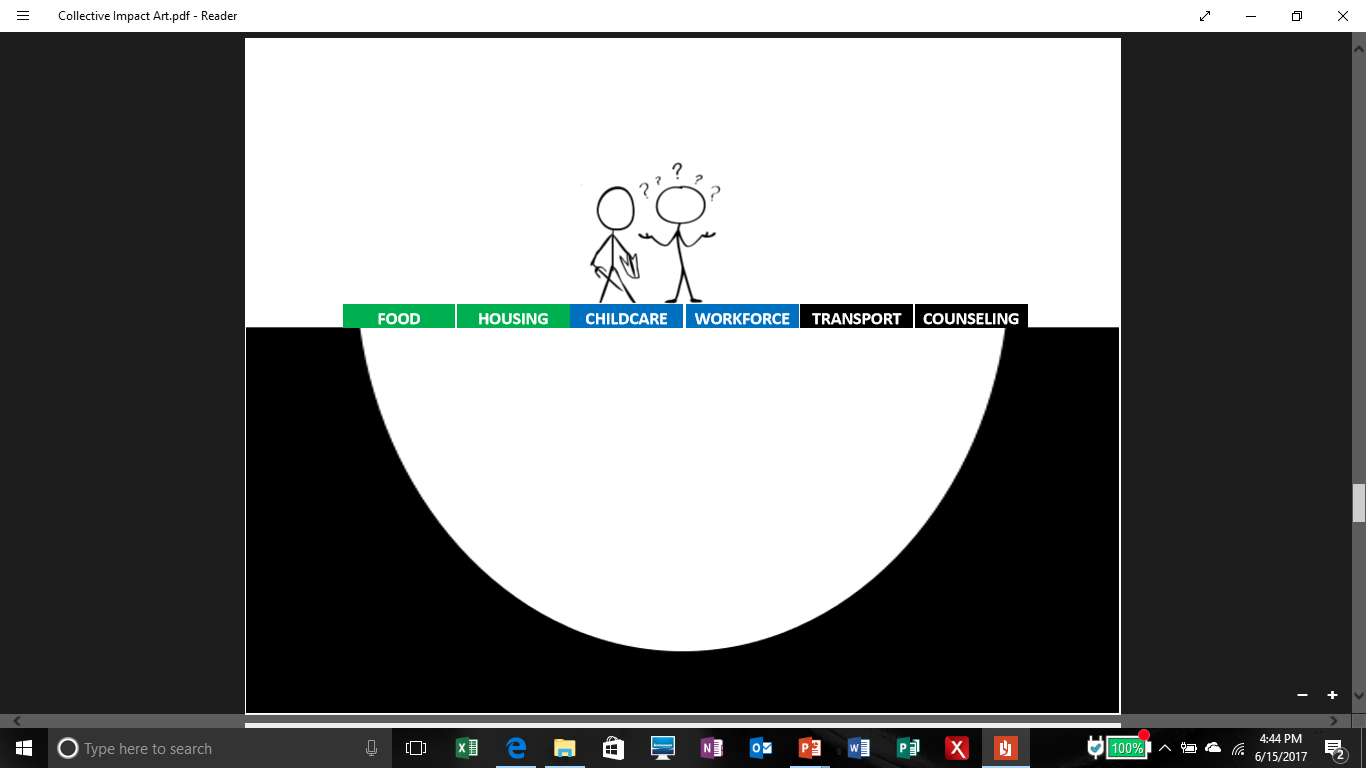 Collective Impact Art.pdf - Reader
?
? ? ? ?
FOOD HOUSING CHILDCARE WORKFORCE TRANSPORT COUNSELING
Type here to search
100%
4:44 PM
6/15/2017
2